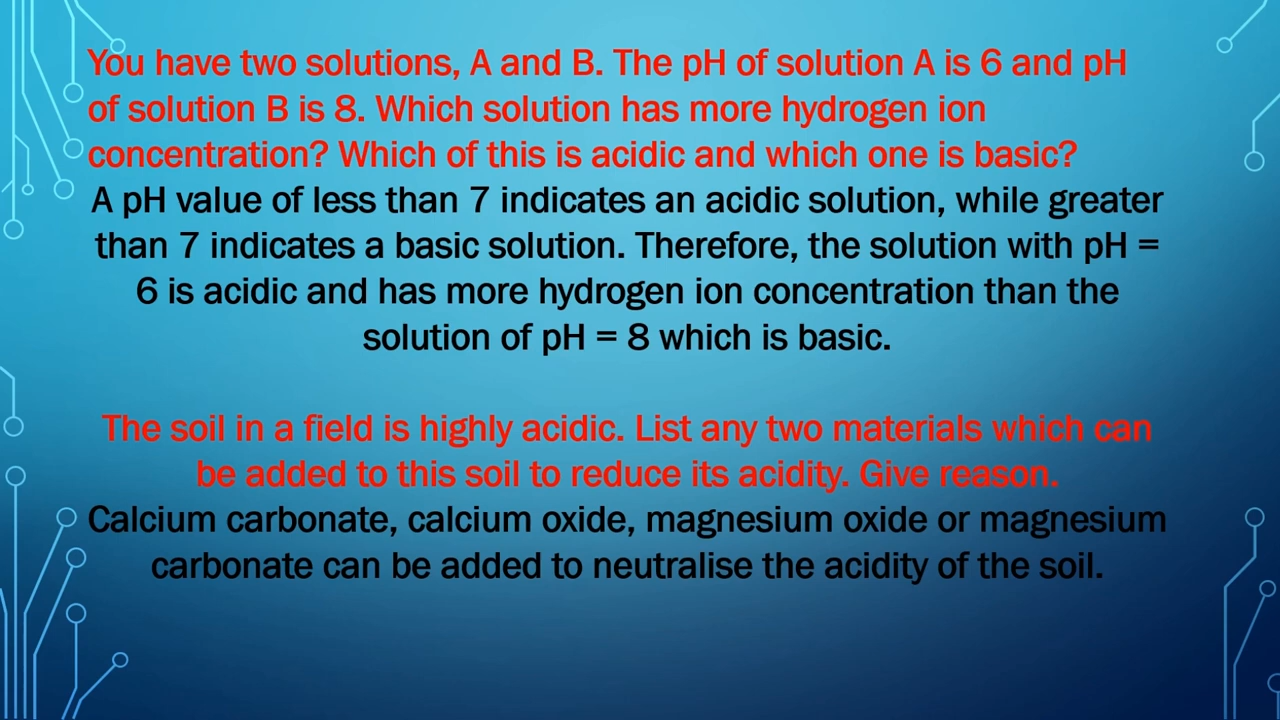 You have two solutions, A and B. The pH of solution A is 6 and pH
of solution B is 8. Which solution has more hydrogen ion
concentration? Which of this is acidic and which one is basic?
A pH value of less than 7 indicates an acidic solution, while greater
than 7 indicates a basic solution. Therefore, the solution with pH =
6 is acidic and has more hydrogen ion concentration than the
solution of pH = 8 which is basic.
The soil in a field is highly acidic. List any two materials which can
be added to this soil to reduce its acidity. Give reason.
Calcium carbonate, calcium oxide, magnesium oxide or magnesium
carbonate can be added to neutralise the acidity of the soil.